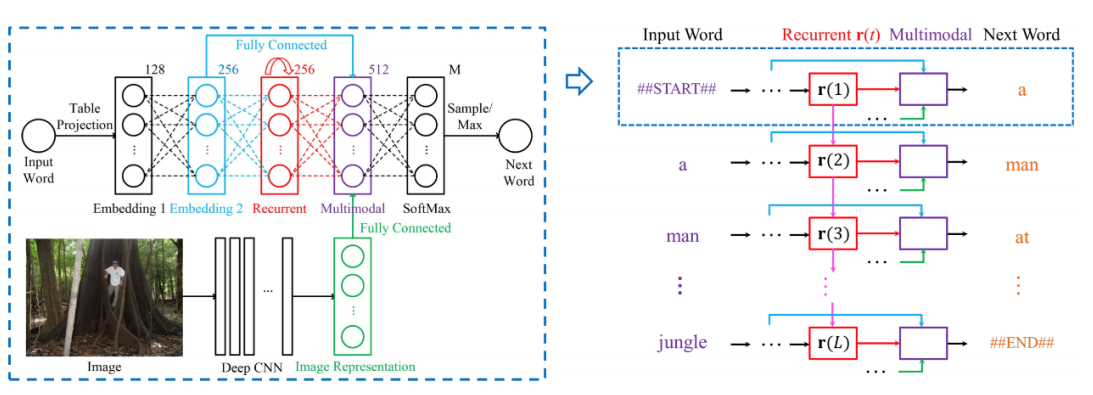 Fully Connected
128
256
256
512
M
Table
Projection
Sample/
Max
Input
Word
Next
Word
Embedding 1
Embedding 2
Recurrent
Multimodal
SoftMax
Fully Connected
Image
Deep CNN
Image Representation
Input Word
Recurrent r(t)
Multimodal
Next Word
##START##
r(1)
a
a
r(2)
man
man
r(3)
at
jungle
r(L)
##END##